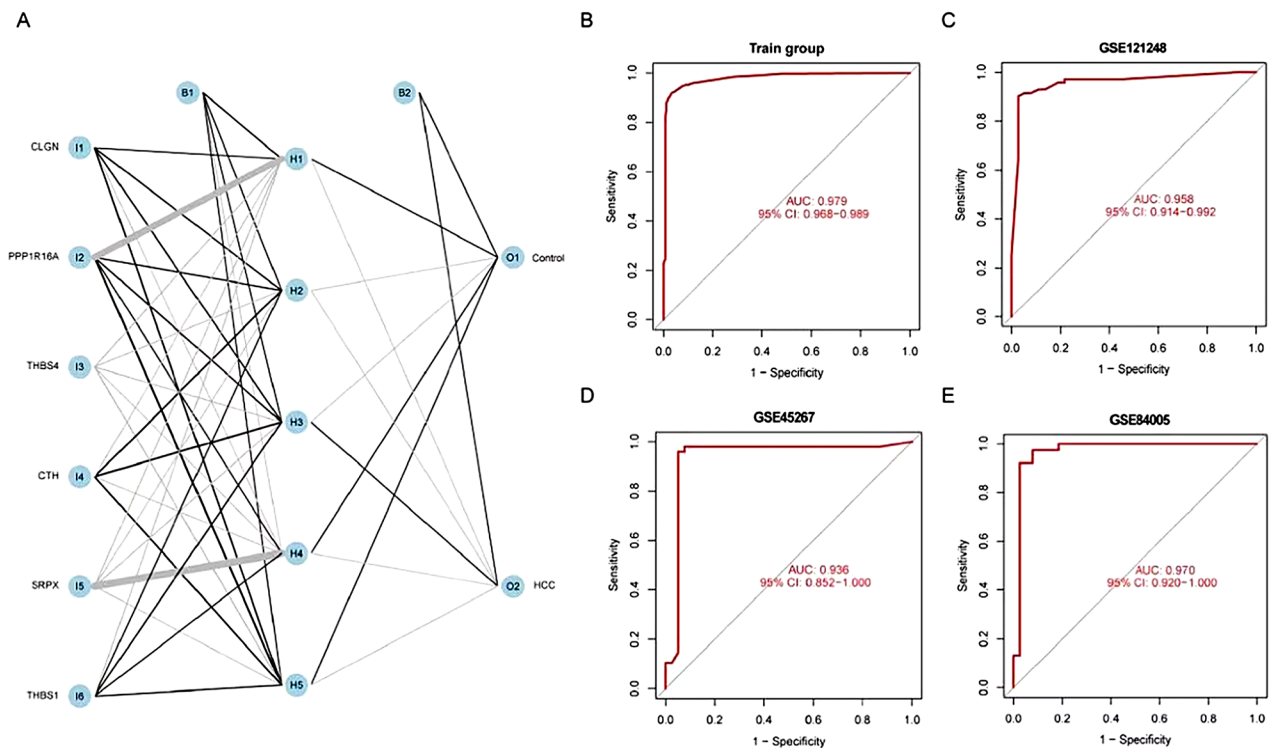 A
B1
B2
CLGN
I1
H1
PPP1R16A
I2
O1
Control
H2
THBS4
I3
H3
CTH
I4
H4
SRPX
I5
O2
HCC
H5
THBS1
I6
B
Train group
Sensitivity
0.0
0.2
0.4
0.6
0.8
1.0
AUC: 0.979
95% CI: 0.968-0.989
0.0 0.2 0.4 0.6 0.8 1.0
1 − Specificity
C
GSE121248
Sensitivity
0.0
0.2
0.4
0.6
0.8
1.0
AUC: 0.958
95% CI: 0.914-0.992
0.0 0.2 0.4 0.6 0.8 1.0
1 − Specificity
D
GSE45267
Sensitivity
0.0
0.2
0.4
0.6
0.8
1.0
AUC: 0.936
95% CI: 0.852-1.000
0.0 0.2 0.4 0.6 0.8 1.0
1 − Specificity
E
GSE84005
Sensitivity
0.0
0.2
0.4
0.6
0.8
1.0
AUC: 0.970
95% CI: 0.920-1.000
0.0 0.2 0.4 0.6 0.8 1.0
1 − Specificity